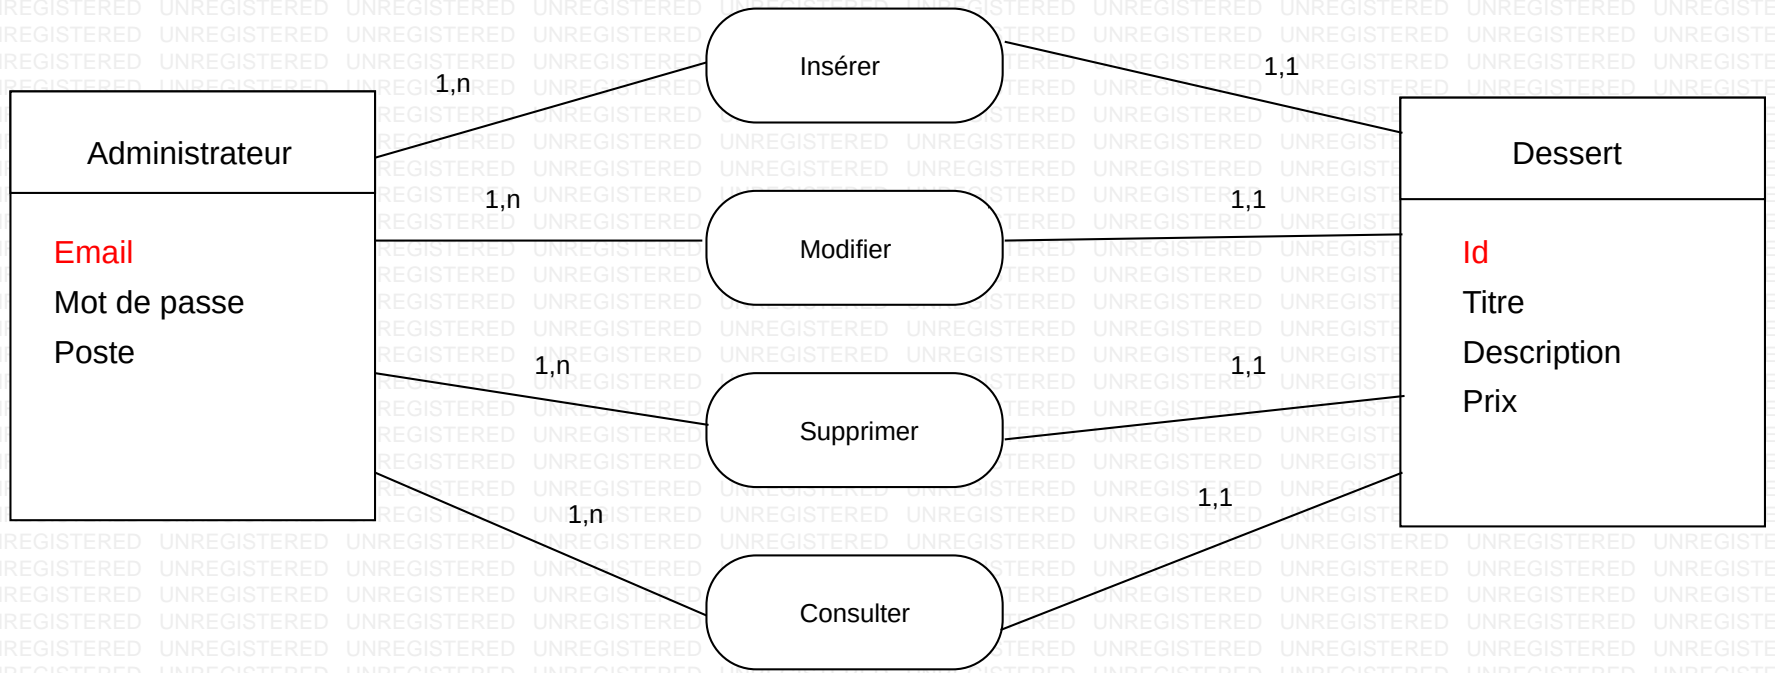 Insérer
1,n
1,1
Administrateur
Dessert
1,n
1,1
Modifier
Email
Mot de passe
Poste
Id
Titre
Description
Prix
1,n
1,1
Supprimer
1,n
1,1
Consulter
UNREGISTERED